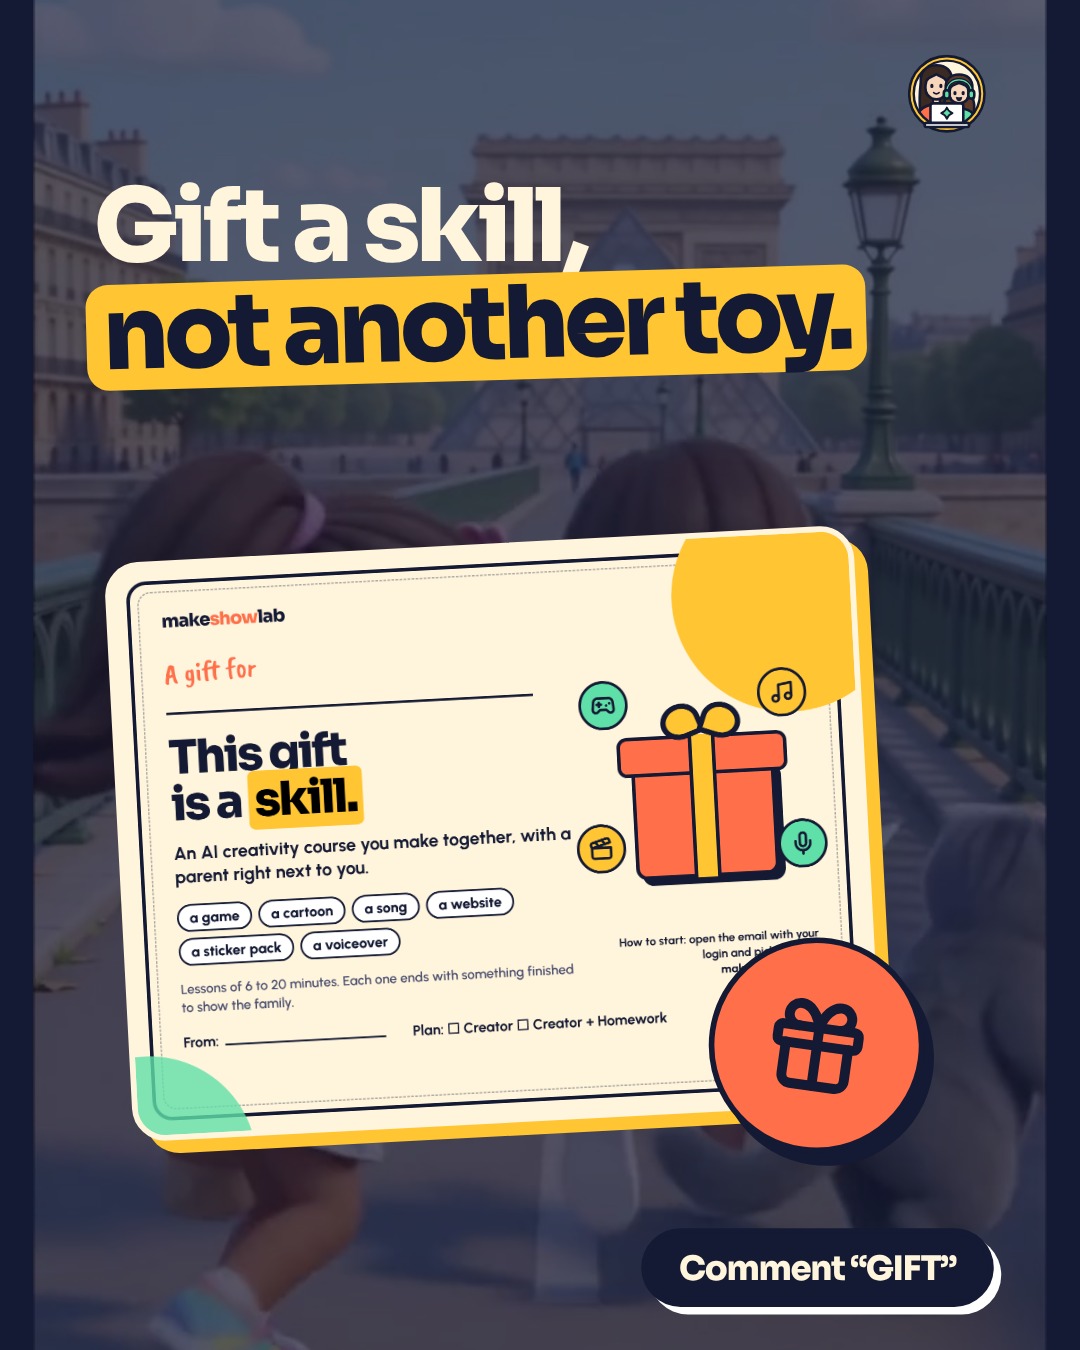 Gift a skill,
not another toy.
makeshowlab
A gift for
This gift
is a skill.
An AI creativity course you make together, with a
parent right next to you.
a game
a cartoon
a song
a website
a sticker pack
a voiceover
Lessons of 6 to 20 minutes. Each one ends with something finished
to show the family.
How to start: open the email with your
login and
From:
Plan: ☐ Creator ☐ Creator + Homework
Comment “GIFT”